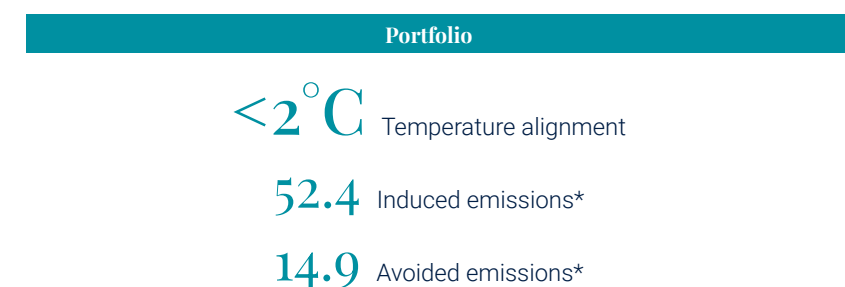 Portfolio
<2°C Temperature alignment
52.4 Induced emissions*
14.9 Avoided emissions*